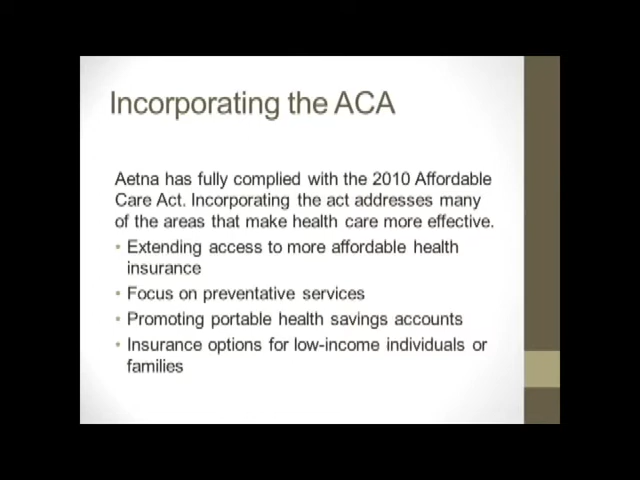 Incorporating the ACA
Aetna has fully complied with the 2010 Affordable
Care Act. Incorporating the act addresses many
of the areas that make health care more effective.
• Extending access to more affordable health
insurance
• Focus on preventative services
• Promoting portable health savings accounts
• Insurance options for low-income individuals or
families